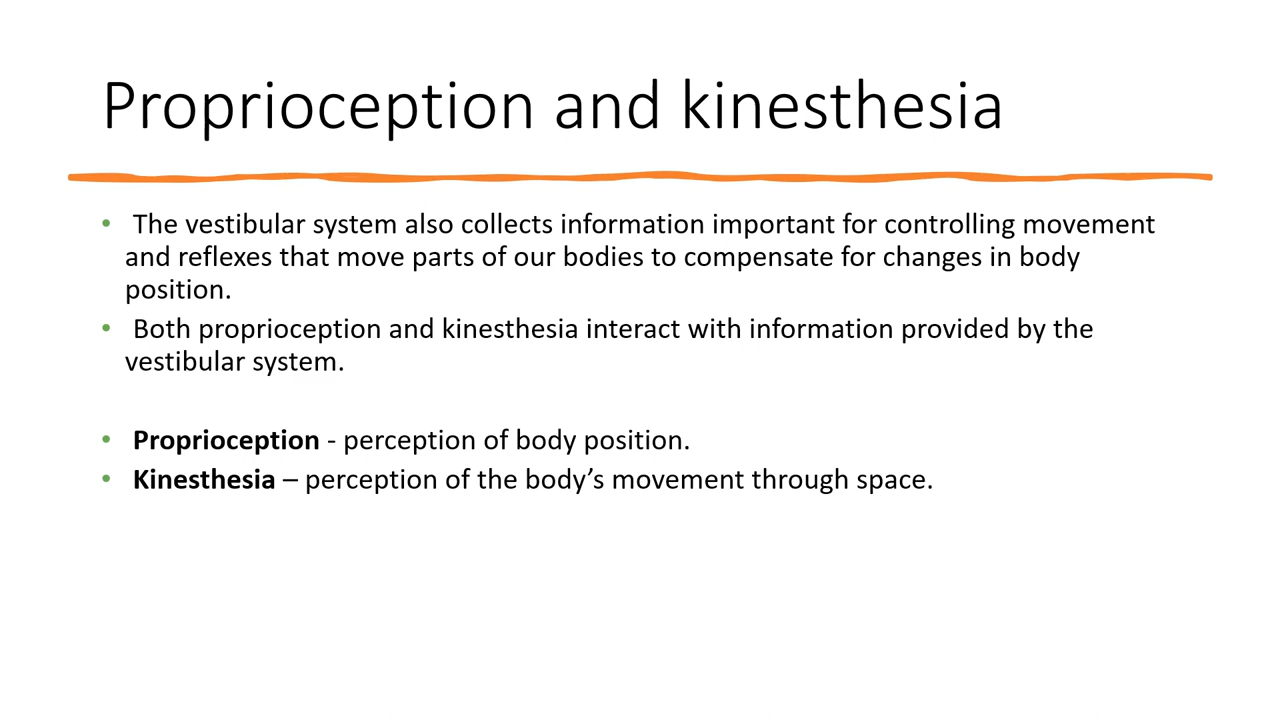 Proprioception and kinesthesia
• The vestibular system also collects information important for controlling movement
and reflexes that move parts of our bodies to compensate for changes in body
position.
• Both proprioception and kinesthesia interact with information provided by the
vestibular system.
• Proprioception - perception of body position.
• Kinesthesia – perception of the body’s movement through space.